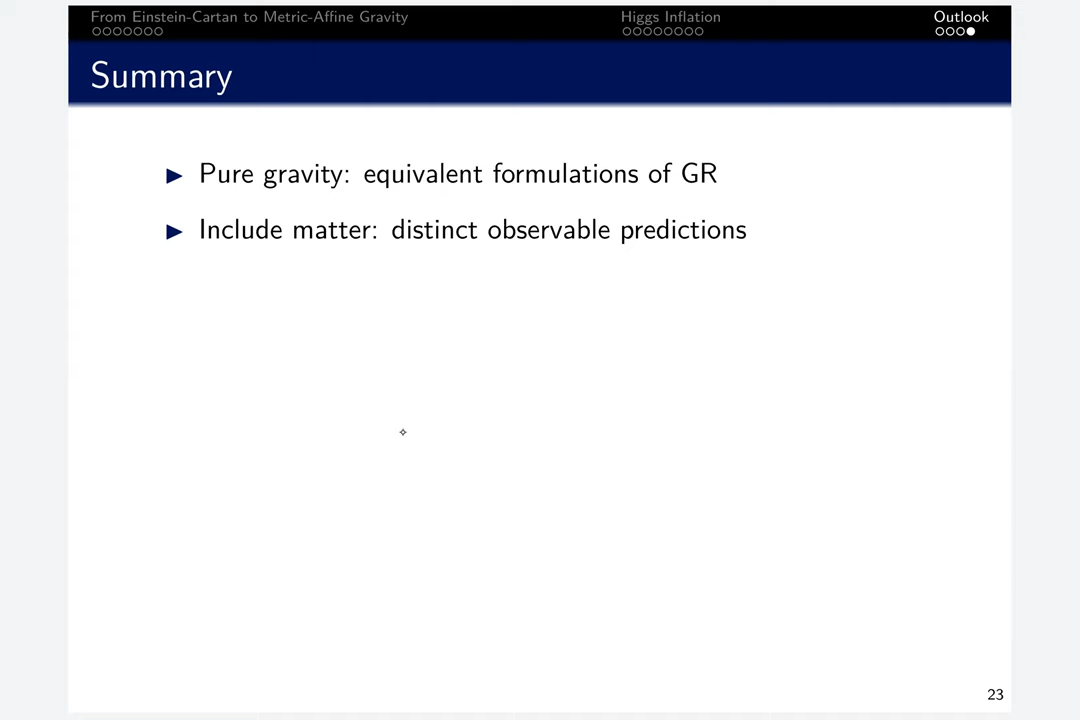 From Einstein-Cartan to Metric-Affine Gravity
Higgs Inflation
Outlook
Summary
Pure gravity: equivalent formulations of GR
Include matter: distinct observable predictions
23